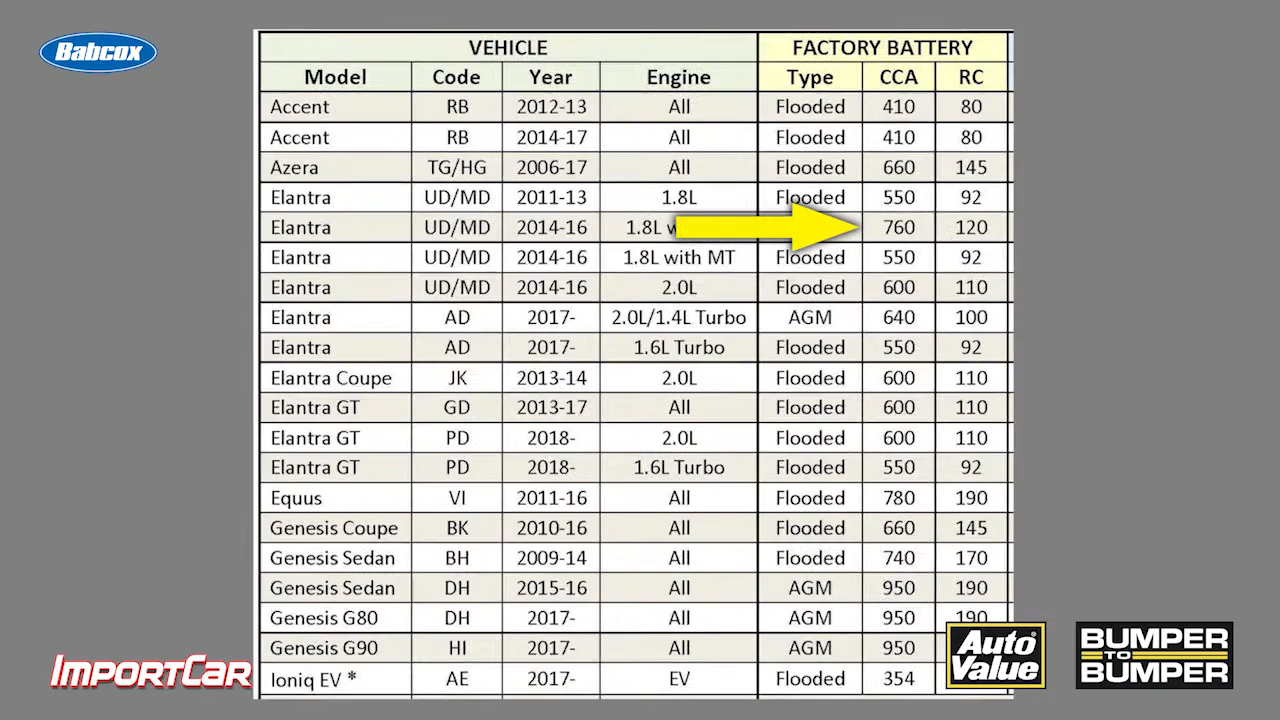 Babcox
VEHICLE FACTORY BATTERY
Model Code Year Engine Type CCA RC
Accent RB 2012-13 All Flooded 410 80
Accent RB 2014-17 All Flooded 410 80
Azera TG/HG 2006-17 All Flooded 660 145
Elantra UD/MD 2011-13 1.8L Flooded 550 92
Elantra UD/MD 2014-16 1.8L 760 120
Elantra UD/MD 2014-16 1.8L with MT Flooded 550 92
Elantra UD/MD 2014-16 2.0L Flooded 600 110
Elantra AD 2017- 2.0L/1.4L Turbo AGM 640 100
Elantra AD 2017- 1.6L Turbo Flooded 550 92
Elantra Coupe JK 2013-14 2.0L Flooded 600 110
Elantra GT GD 2013-17 All Flooded 600 110
Elantra GT PD 2018- 2.0L Flooded 600 110
Elantra GT PD 2018- 1.6L Turbo Flooded 550 92
Equus VI 2011-16 All Flooded 780 190
Genesis Coupe BK 2010-16 All Flooded 660 145
Genesis Sedan BH 2009-14 All Flooded 740 170
Genesis Sedan DH 2015-16 All AGM 950 190
Genesis G80 DH 2017- All AGM 950 190
Genesis G90 HI 2017- All AGM 950
Ioniq EV * AE 2017- EV Flooded 354
IMPORTCAR
Auto Value
BUMPER TO BUMPER